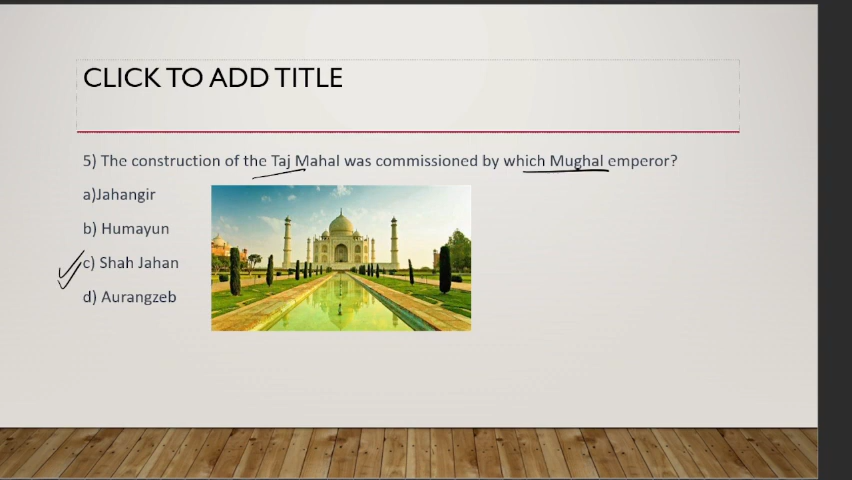 CLICK TO ADD TITLE
5) The construction of the Taj Mahal was commissioned by which Mughal emperor?
a)Jahangir
b) Humayun
c) Shah Jahan
d) Aurangzeb